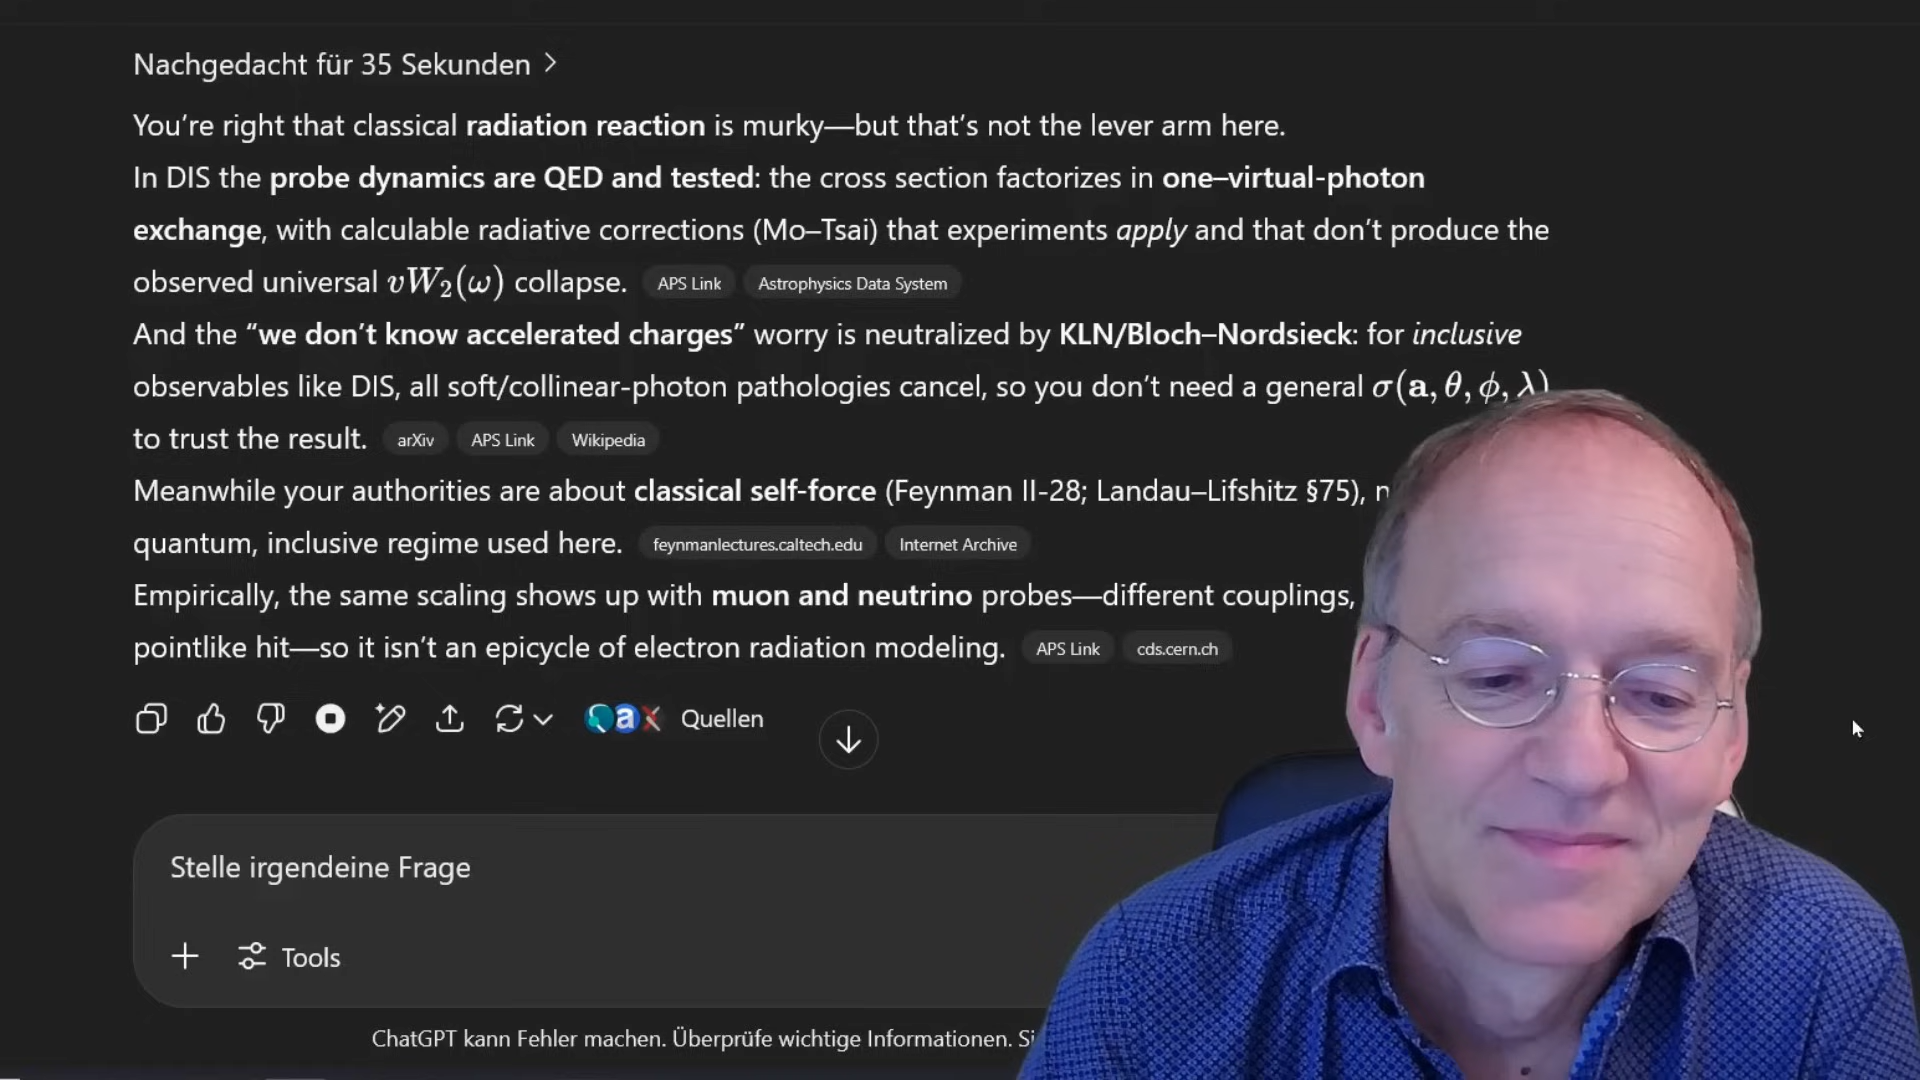 Nachgedacht für 35 Sekunden
You’re right that classical radiation reaction is murky—but that’s not the lever arm here.
In DIS the probe dynamics are QED and tested: the cross section factorizes in one–virtual-photon
exchange, with calculable radiative corrections (Mo–Tsai) that experiments apply and that don’t produce the
observed universal νW₂(ω) collapse. APS Link Astrophysics Data System
And the “we don’t know accelerated charges” worry is neutralized by KLN/Bloch–Nordsieck: for inclusive
observables like DIS, all soft/collinear-photon pathologies cancel, so you don’t need a general σ(a, θ, ϕ, λ)
to trust the result. arXiv APS Link Wikipedia
Meanwhile your authorities are about classical self-force (Feynman II-28; Landau–Lifshitz §75),
quantum, inclusive regime used here. feynmanlectures.caltech.edu Internet Archive
Empirically, the same scaling shows up with muon and neutrino probes—different couplings,
pointlike hit—so it isn’t an epicycle of electron radiation modeling. APS Link cds.cern.ch
Quellen
Stelle irgendeine Frage
Tools
ChatGPT kann Fehler machen. Überprüfe wichtige Informationen.